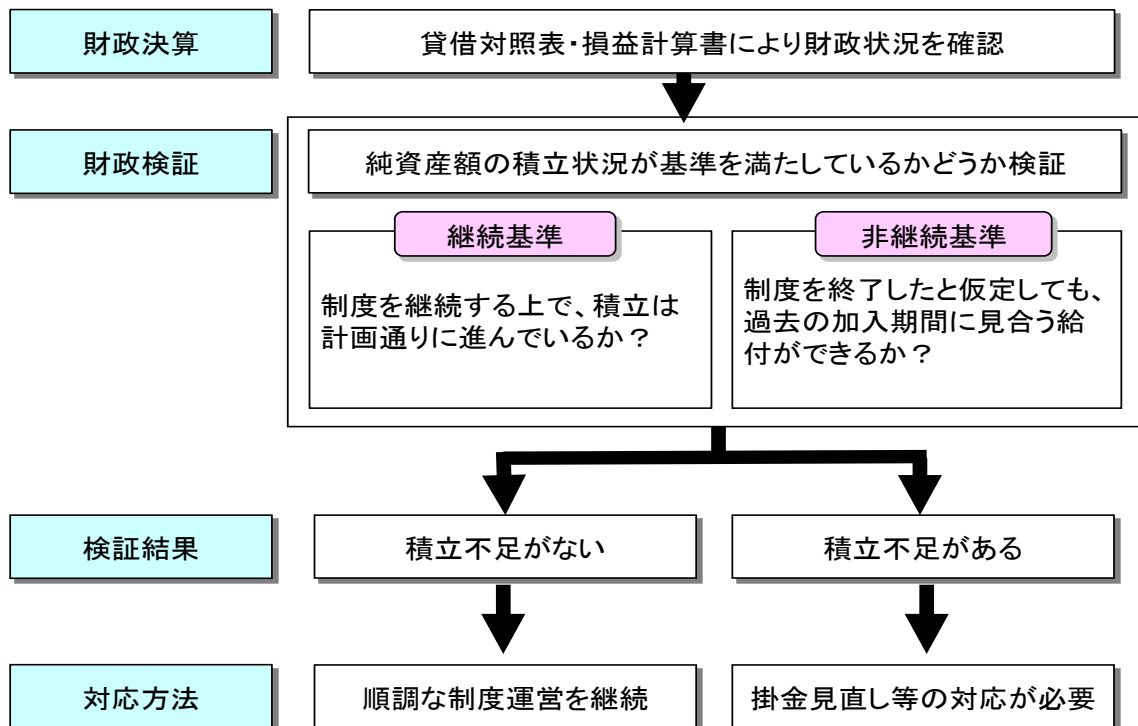 財政決算
貸借対照表・損益計算書により財政状況を確認
財政検証
純資産額の積立状況が基準を満たしているかどうか検証
継続基準
制度を継続する上で、積立は
計画通りに進んでいるか？
非継続基準
制度を終了したと仮定しても、
過去の加入期間に見合う給
付ができるか？
検証結果
積立不足がない
積立不足がある
対応方法
順調な制度運営を継続
掛金見直し等の対応が必要